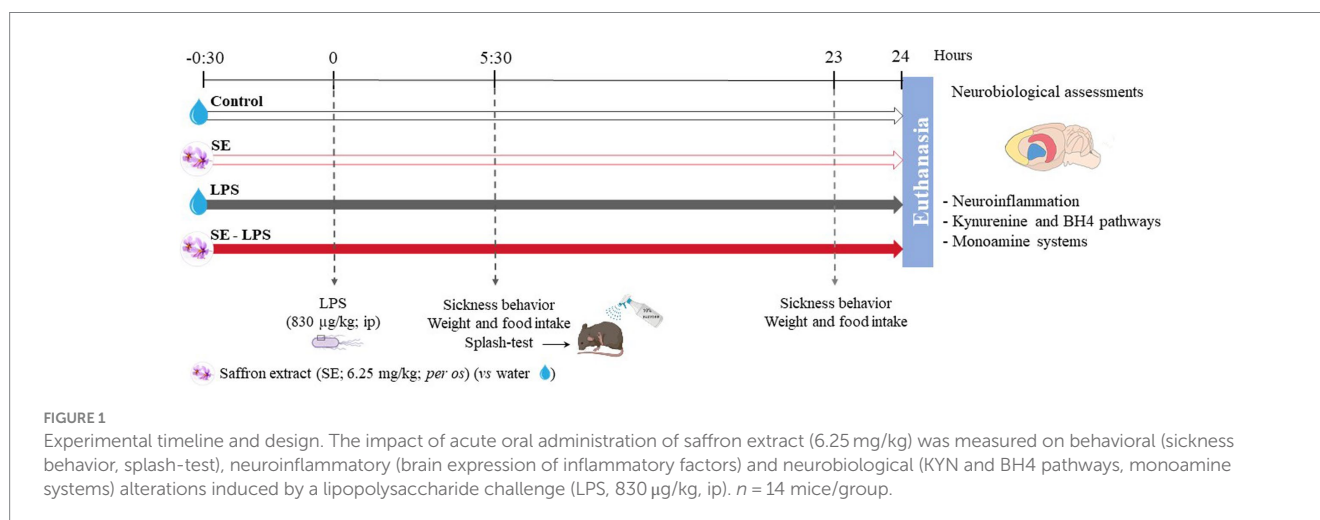 -0:30 0 5:30 23 24 Hours
Control
SE
LPS
SE - LPS
Euthanasia
Neurobiological assessments
- Neuroinflammation
- Kynurenine and BH4 pathways
- Monoamine systems
LPS
(830 µg/kg; ip)
Sickness behavior
Weight and food intake
Splash-test
Sickness behavior
Weight and food intake
Saffron extract (SE; 6.25 mg/kg; per os) (vs water )
FIGURE 1
Experimental timeline and design. The impact of acute oral administration of saffron extract (6.25 mg/kg) was measured on behavioral (sickness
behavior, splash-test), neuroinflammatory (brain expression of inflammatory factors) and neurobiological (KYN and BH4 pathways, monoamine
systems) alterations induced by a lipopolysaccharide challenge (LPS, 830 µg/kg, ip). n = 14 mice/group.